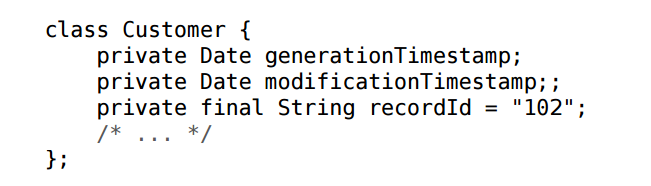 class Customer {
    private Date generationTimestamp;
    private Date modificationTimestamp;;
    private final String recordId = "102";
    /* ... */
};